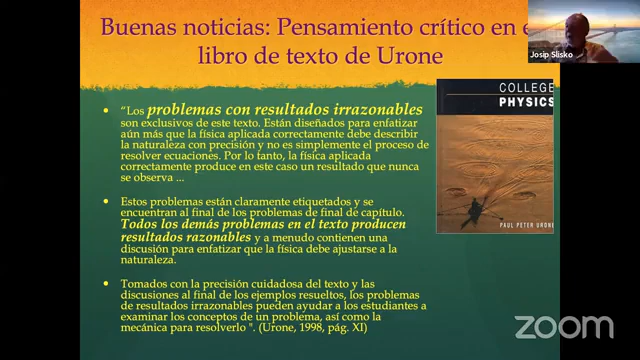 Buenas noticias: Pensamiento crítico en e
libro de texto de Urone
Josip Slisko
COLLEGE
PHYSICS
PAUL PETER URONE
• “Los problemas con resultados irrazonables
son exclusivos de este texto. Están diseñados para enfatizar
aún más que la física aplicada correctamente debe describir
la naturaleza con precisión y no es simplemente el proceso de
resolver ecuaciones. Por lo tanto, la física aplicada
correctamente produce en este caso un resultado que nunca
se observa ...
• Estos problemas están claramente etiquetados y se
encuentran al final de los problemas de final de capítulo.
Todos los demás problemas en el texto producen
resultados razonables y a menudo contienen una
discusión para enfatizar que la física debe ajustarse a la
naturaleza.
• Tomados con la precisión cuidadosa del texto y las
discusiones al final de los ejemplos resueltos, los problemas
de resultados irrazonables pueden ayudar a los estudiantes a
examinar los conceptos de un problema, así como la
mecánica para resolverlo ". (Urone, 1998, pág. XI)
zoom